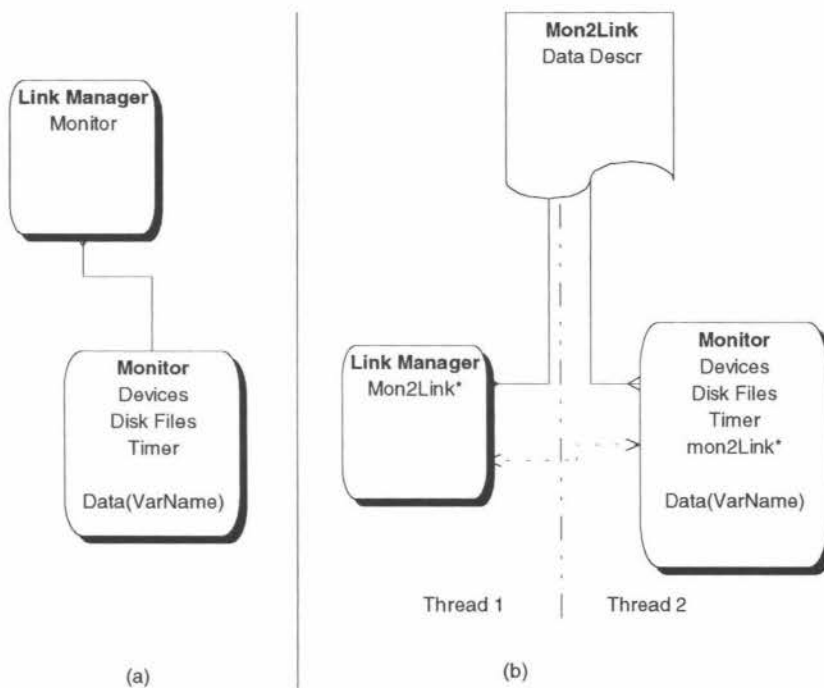 Link Manager
Monitor
Monitor
Devices
Disk Files
Timer
Data(VarName)
(a)
Mon2Link
Data Descr
Link Manager
Mon2Link*
Monitor
Devices
Disk Files
Timer
mon2Link*
Data(VarName)
Thread 1
Thread 2
(b)